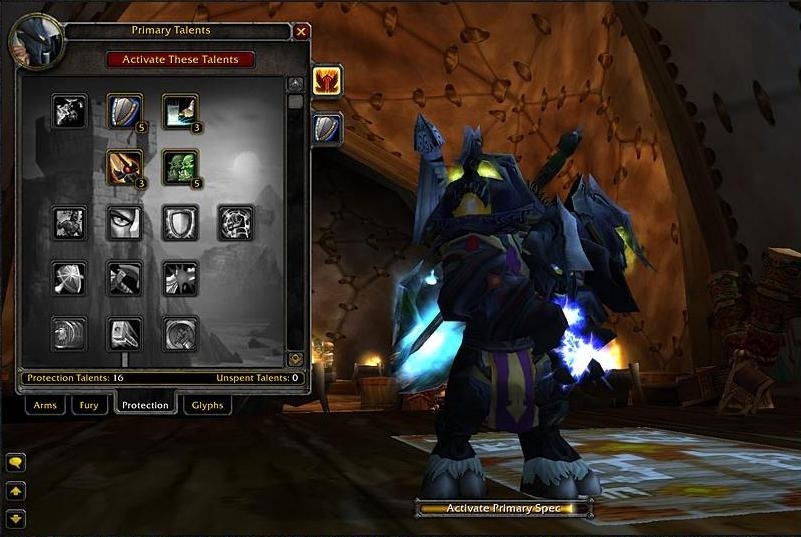 Primary Talents
Activate These Talents
5
3
3
5
Protection Talents: 16
Unspent Talents: 0
Arms
Fury
Protection
Glyphs
Activate Primary Spec